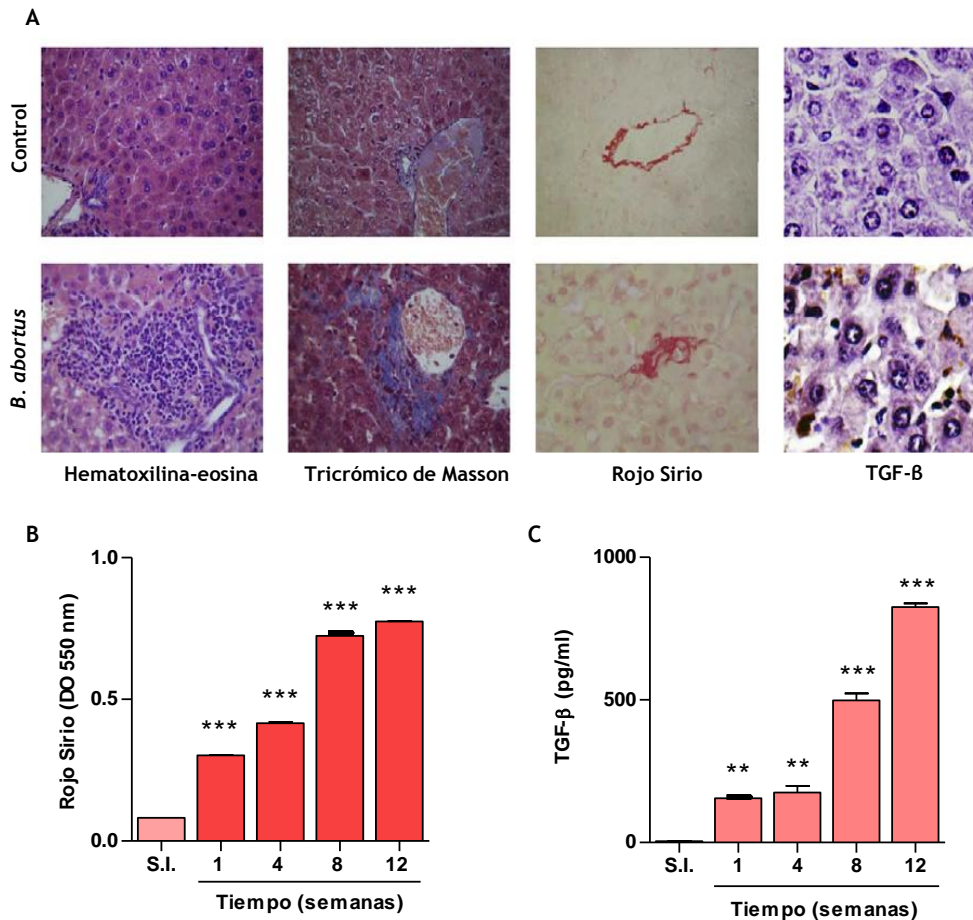 A
Control
B. abortus
Hematoxilina-eosina
Tricrómico de Masson
Rojo Sirio
TGF-ß
B
Rojo Sirio (DO 550 nm)
1.0
0.5
0.0
***
***
***
***
S.I.
1
4
8
12
Tiempo (semanas)
C
TGF-β (pg/ml)
1000
500
0
**
**
***
***
S.I.
1
4
8
12
Tiempo (semanas)